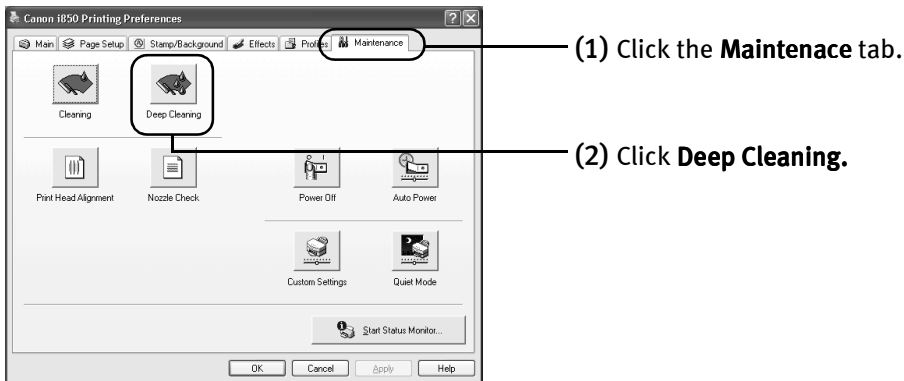 Canon i850 Printing Preferences
Main Page Setup Stamp/Background Effects Profiles Maintenance
(1) Click the Maintenace tab.
Cleaning Deep Cleaning
(2) Click Deep Cleaning.
Print Head Alignment Nozzle Check Power Off Auto Power
Custom Settings Quiet Mode
Start Status Monitor...
OK Cancel Apply Help